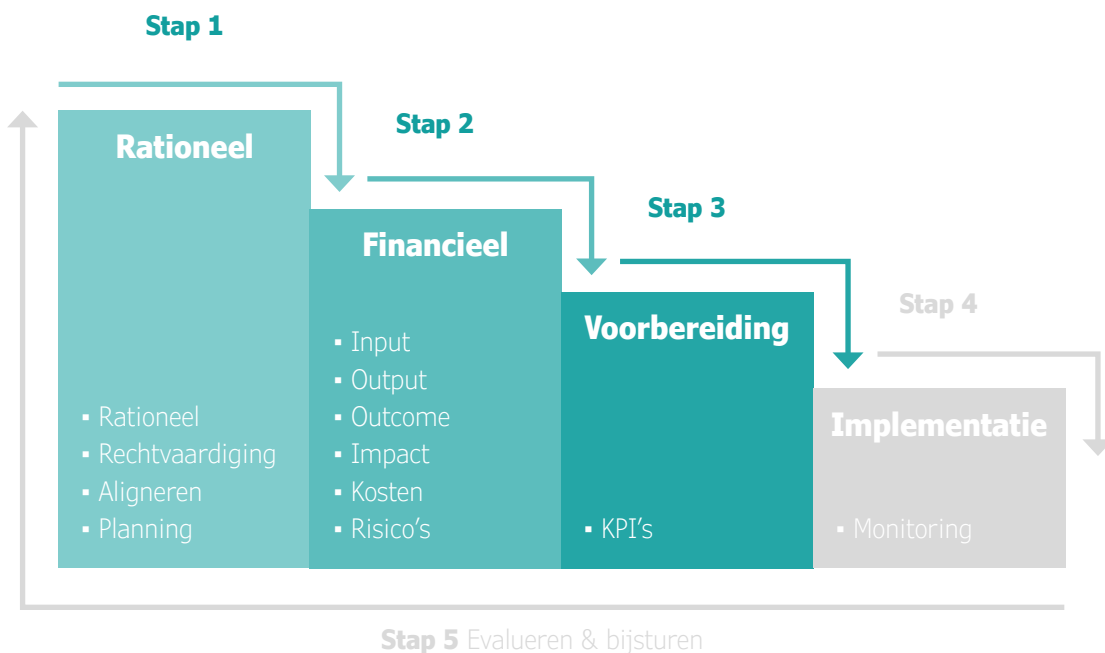 Stap 1
Rationeel
▪ Rationeel
▪ Rechtvaardiging
▪ Aligneren
▪ Planning
Stap 2
Financieel
▪ Input
▪ Output
▪ Outcome
▪ Impact
▪ Kosten
▪ Risico's
Stap 3
Voorbereiding
▪ KPI's
Stap 4
Implementatie
▪ Monitoring
Stap 5 Evalueren & bijsturen